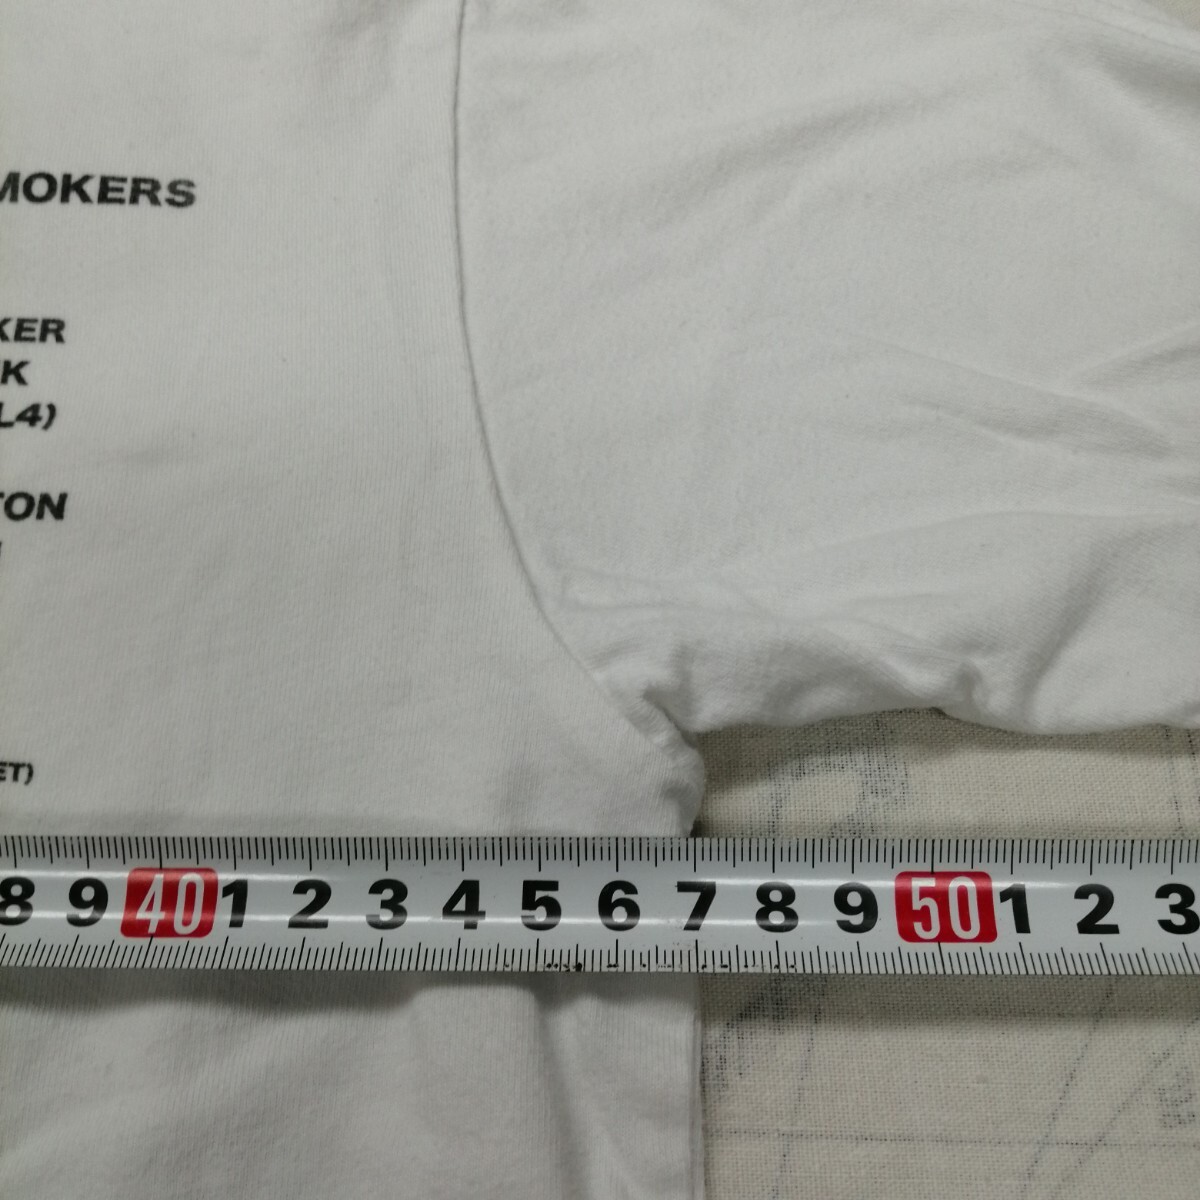 MOKERS
KER
K
L4)
TON
ET)
8 9 40 1 2 3 4 5 6 7 8 9 50 1 2 3